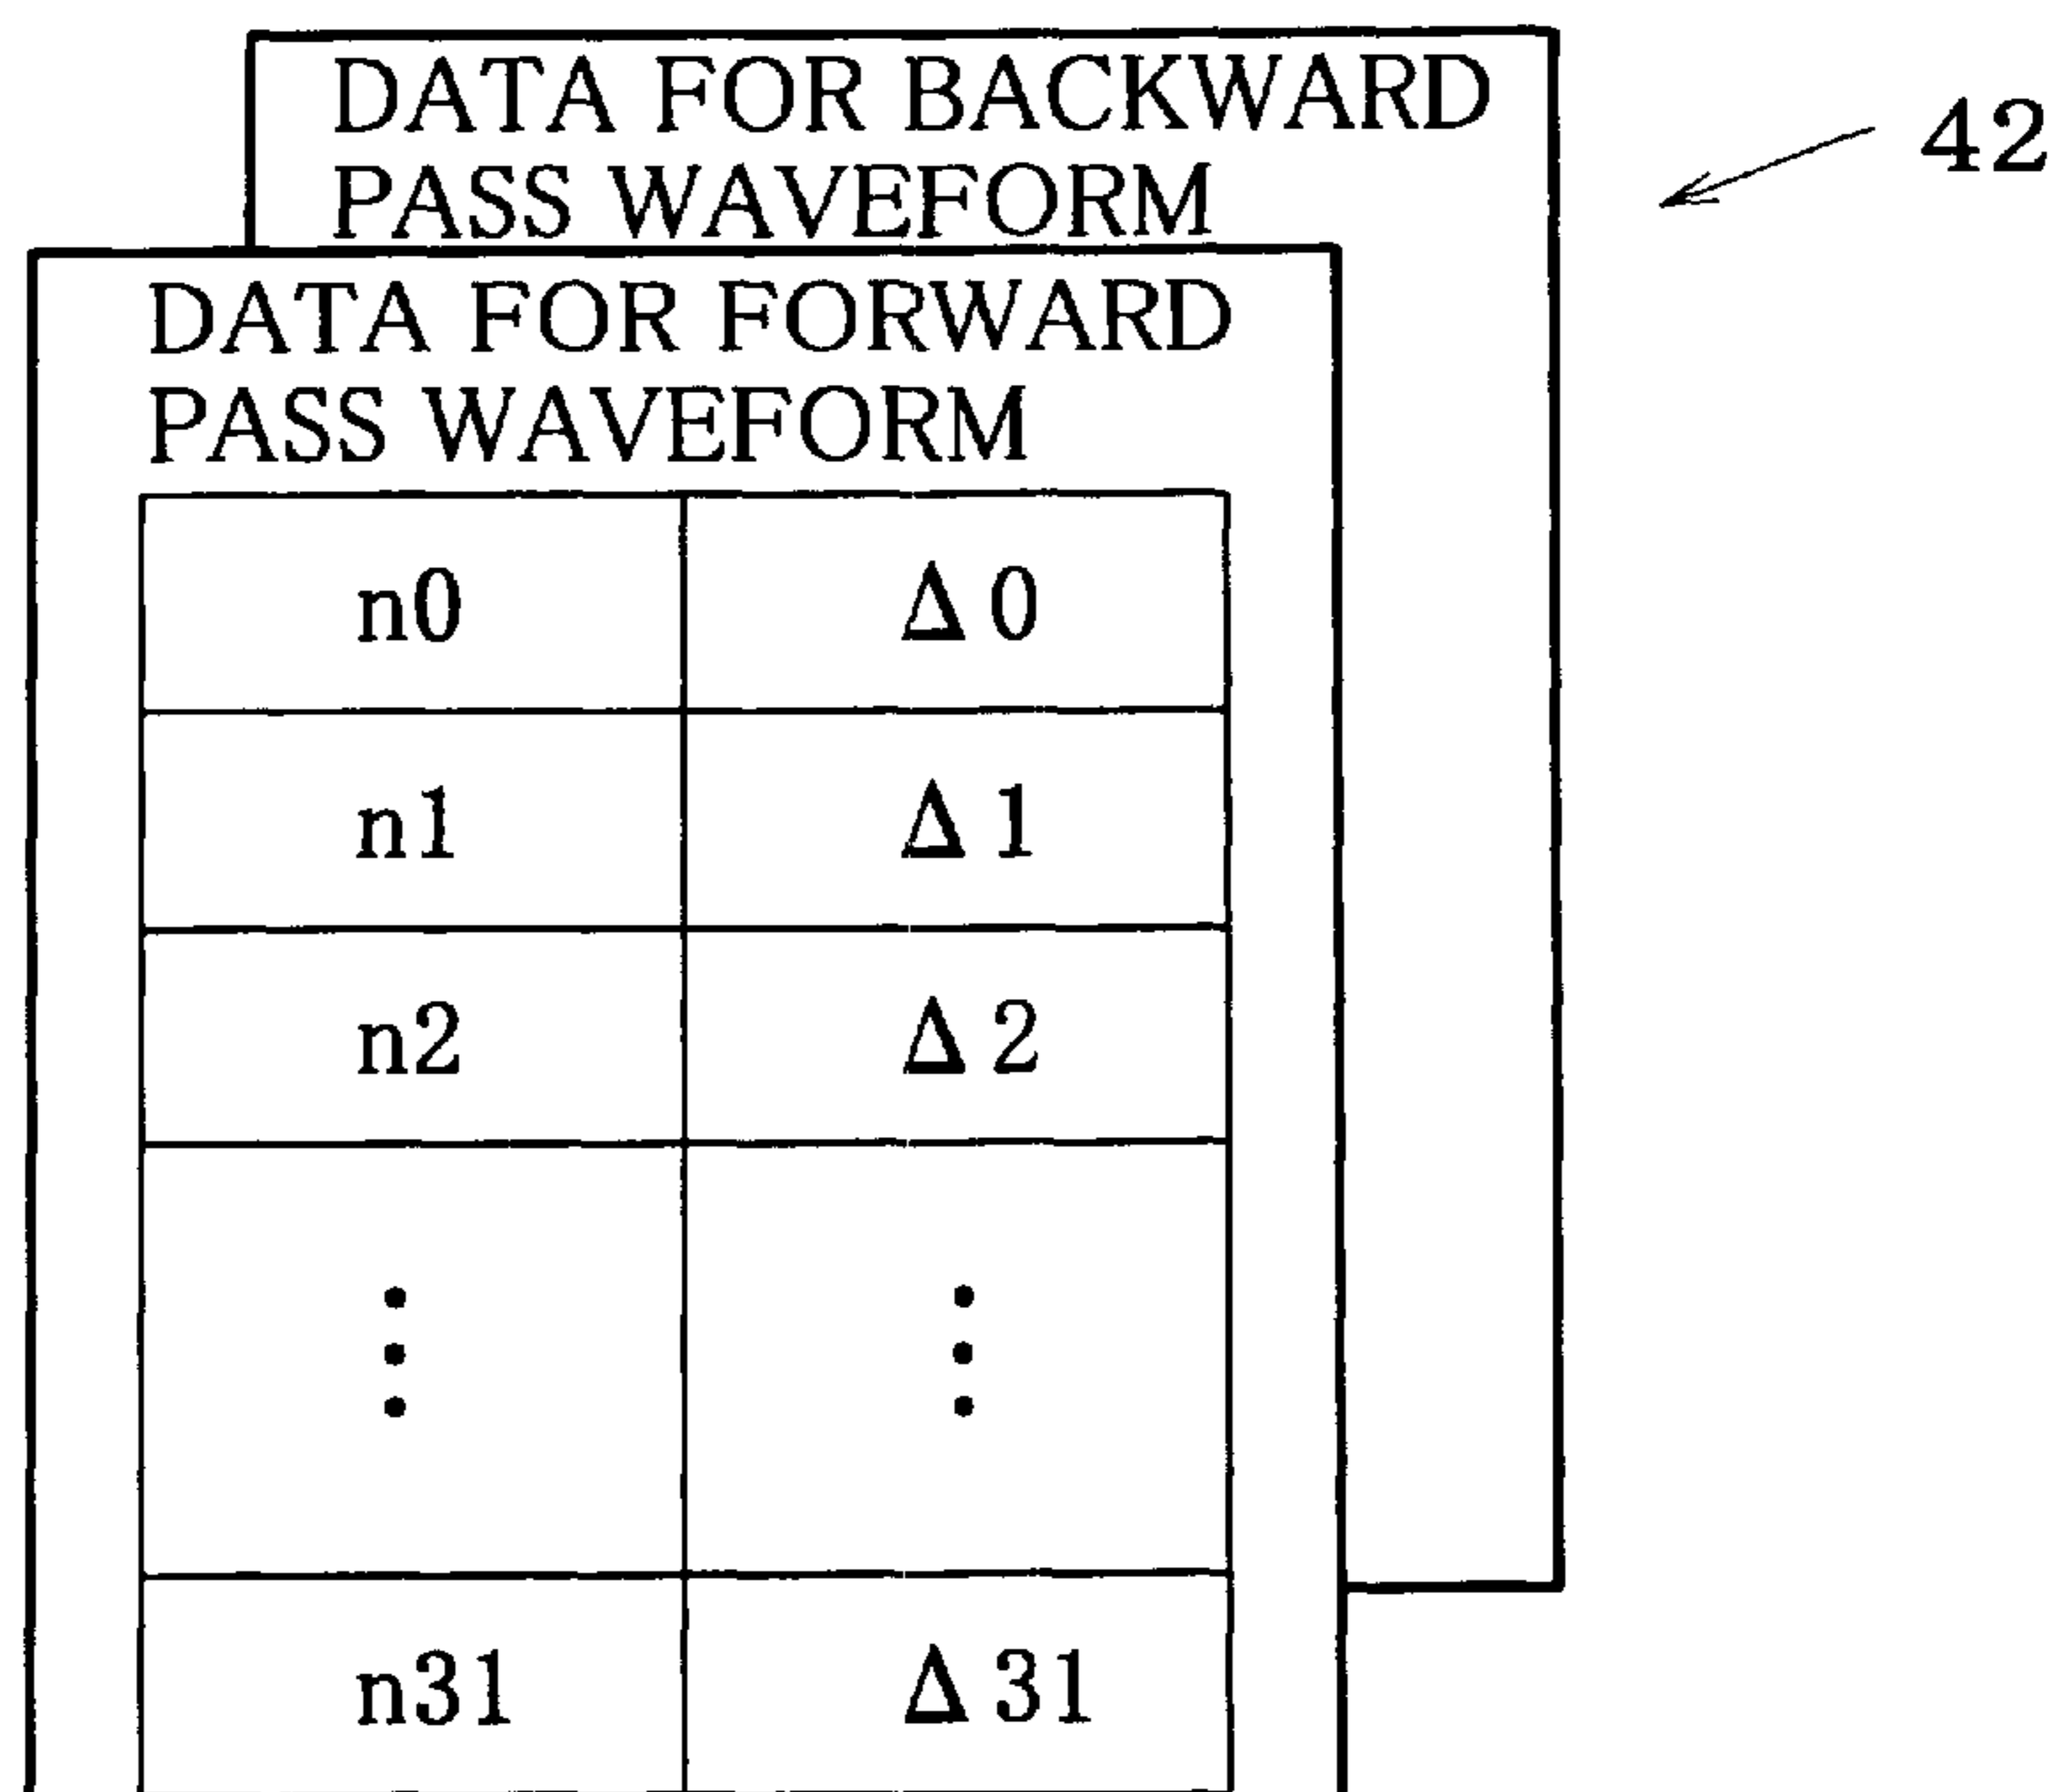 DATA FOR BACKWARD
PASS WAVEFORM
42
DATA FOR FORWARD
PASS WAVEFORM
n0 Δ0
n1 Δ1
n2 Δ2
n31 Δ31